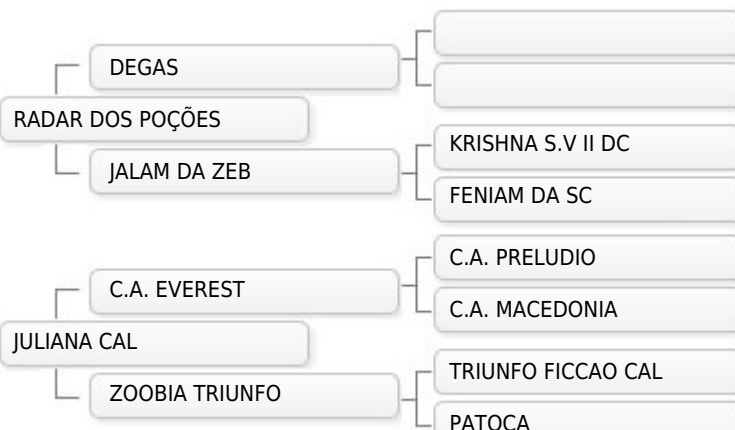 DEGAS
RADAR DOS POÇÕES
JALAM DA ZEB
KRISHNA S.V II DC
FENIAM DA SC
C.A. PRELUDIO
C.A. EVEREST
C.A. MACEDONIA
JULIANA CAL
TRIUNFO FICCAO CAL
ZOOBIA TRIUNFO
PATOCA